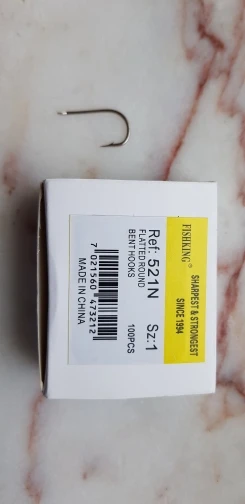 FISHKING®
SHARPEST & STRONGEST
SINCE 1994
Ref: 521N Sz:1
FLATTED ROUND
BENT HOOKS
100PCS
7 021560 473212
MADE IN CHINA